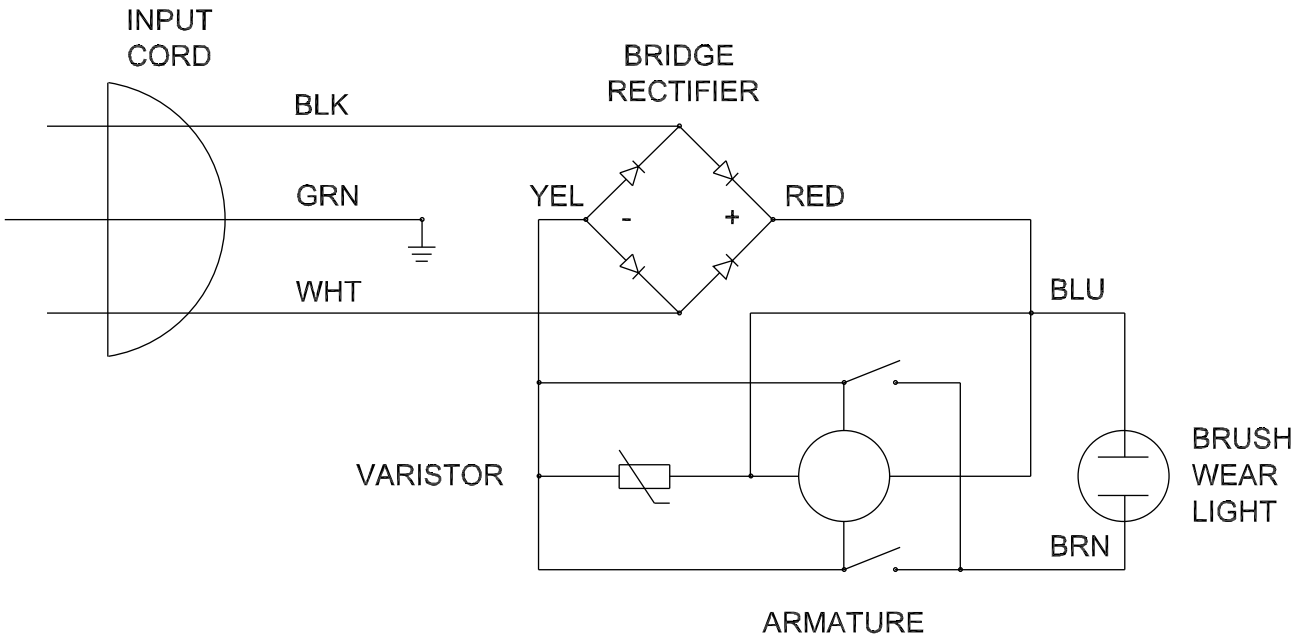 INPUT
CORD
BRIDGE
RECTIFIER
BLK
GRN
YEL
-
+
RED
WHT
BLU
VARISTOR
BRUSH
WEAR
LIGHT
BRN
ARMATURE